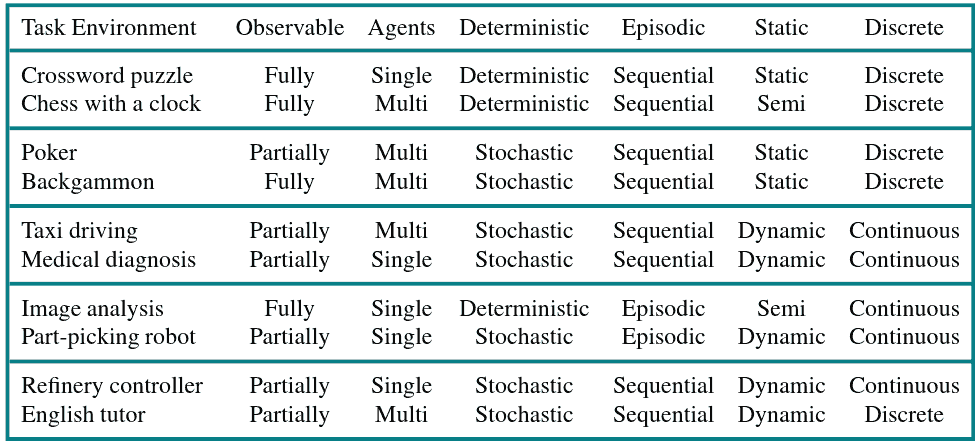 Task Environment Observable Agents Deterministic Episodic Static Discrete
Crossword puzzle Fully Single Deterministic Sequential Static Discrete
Chess with a clock Fully Multi Deterministic Sequential Semi Discrete
Poker Partially Multi Stochastic Sequential Static Discrete
Backgammon Fully Multi Stochastic Sequential Static Discrete
Taxi driving Partially Multi Stochastic Sequential Dynamic Continuous
Medical diagnosis Partially Single Stochastic Sequential Dynamic Continuous
Image analysis Fully Single Deterministic Episodic Semi Continuous
Part-picking robot Partially Single Stochastic Episodic Dynamic Continuous
Refinery controller Partially Single Stochastic Sequential Dynamic Continuous
English tutor Partially Multi Stochastic Sequential Dynamic Discrete